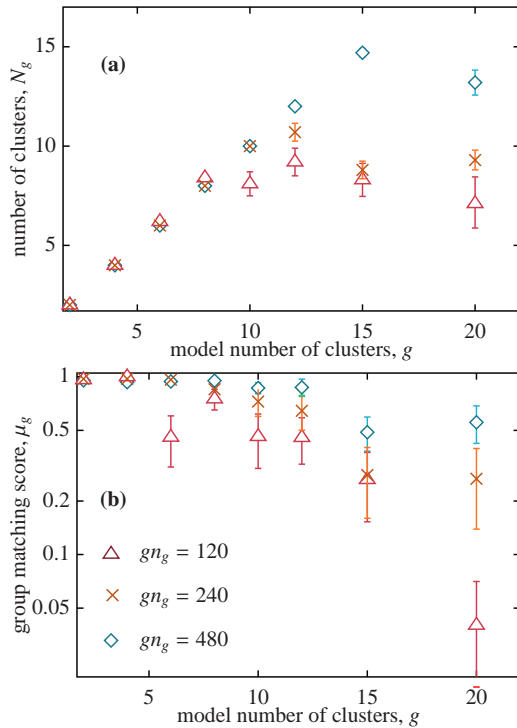 15
10
5
number of clusters, N_g
(a)
5
10
15
20
model number of clusters, g
1
0.5
0.2
0.1
0.05
group matching score, μ_g
(b)
gn_g = 120
gn_g = 240
gn_g = 480
5
10
15
20
model number of clusters, g